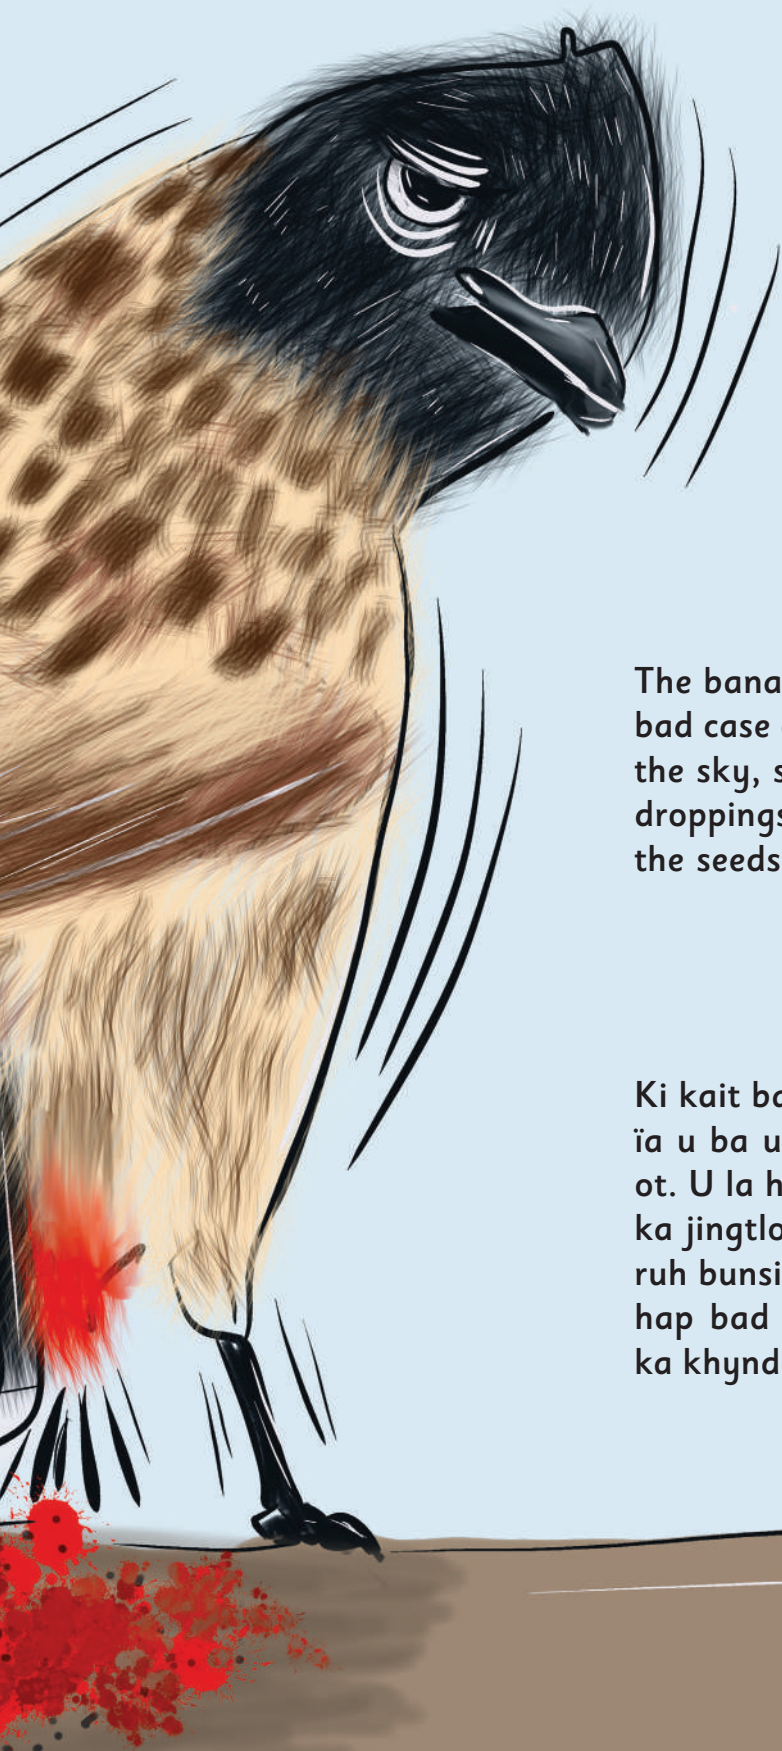 The bana
bad case
the sky, s
droppings
the seeds
Ki kait ba
ïa u ba u
ot. U la h
ka jingtlo
ruh bunsi
hap bad
ka khynd